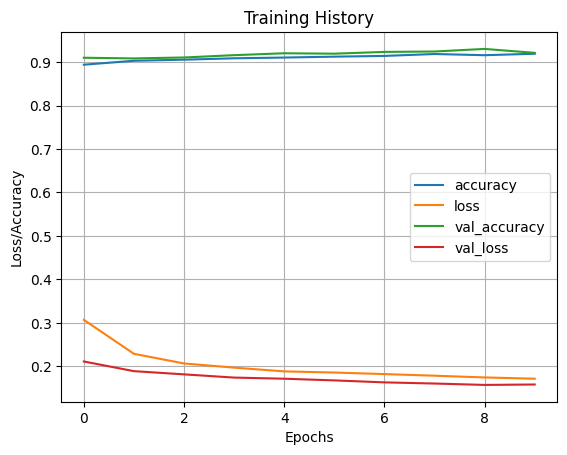 Training History
Loss/Accuracy
0.9
0.8
0.7
0.6
0.5
0.4
0.3
0.2
accuracy
loss
val_accuracy
val_loss
0 2 4 6 8
Epochs